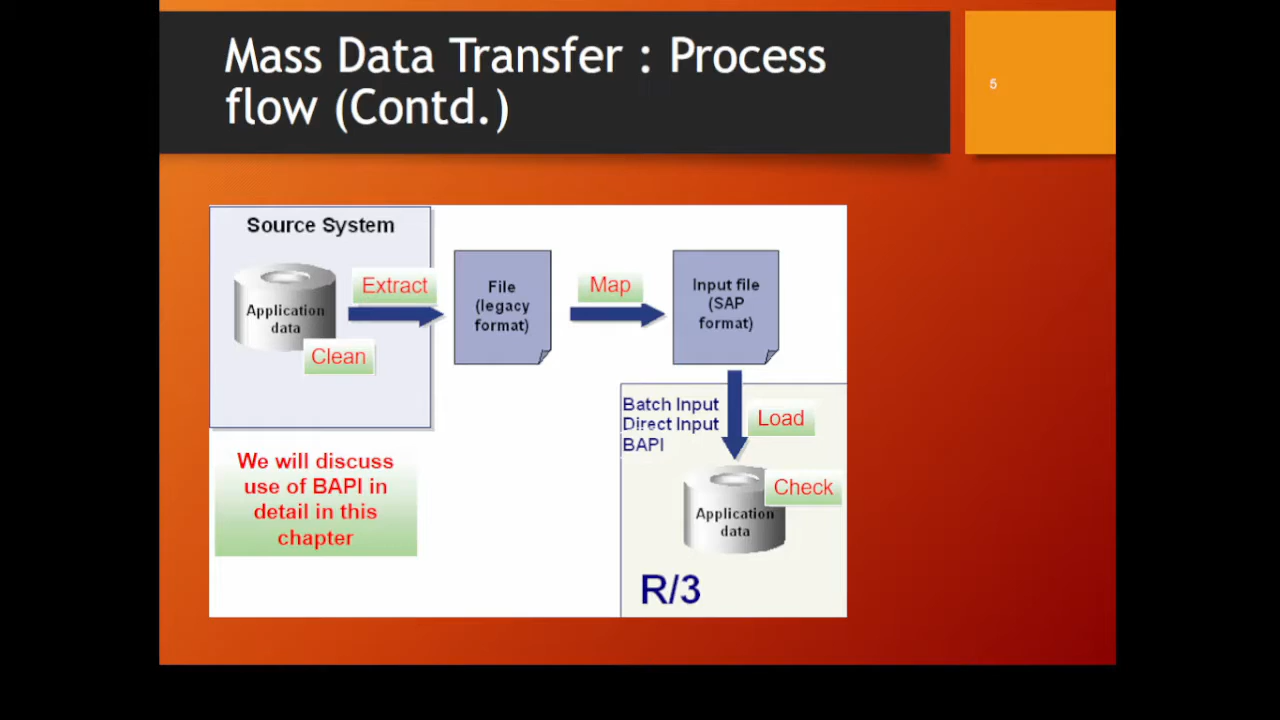 Mass Data Transfer : Process
flow (Contd.)
5
Source System
Application
data
Extract
Clean
File
(legacy
format)
Map
Input file
(SAP
format)
Batch Input
Direct Input
BAPI
Load
Check
Application
data
R/3
We will discuss
use of BAPI in
detail in this
chapter